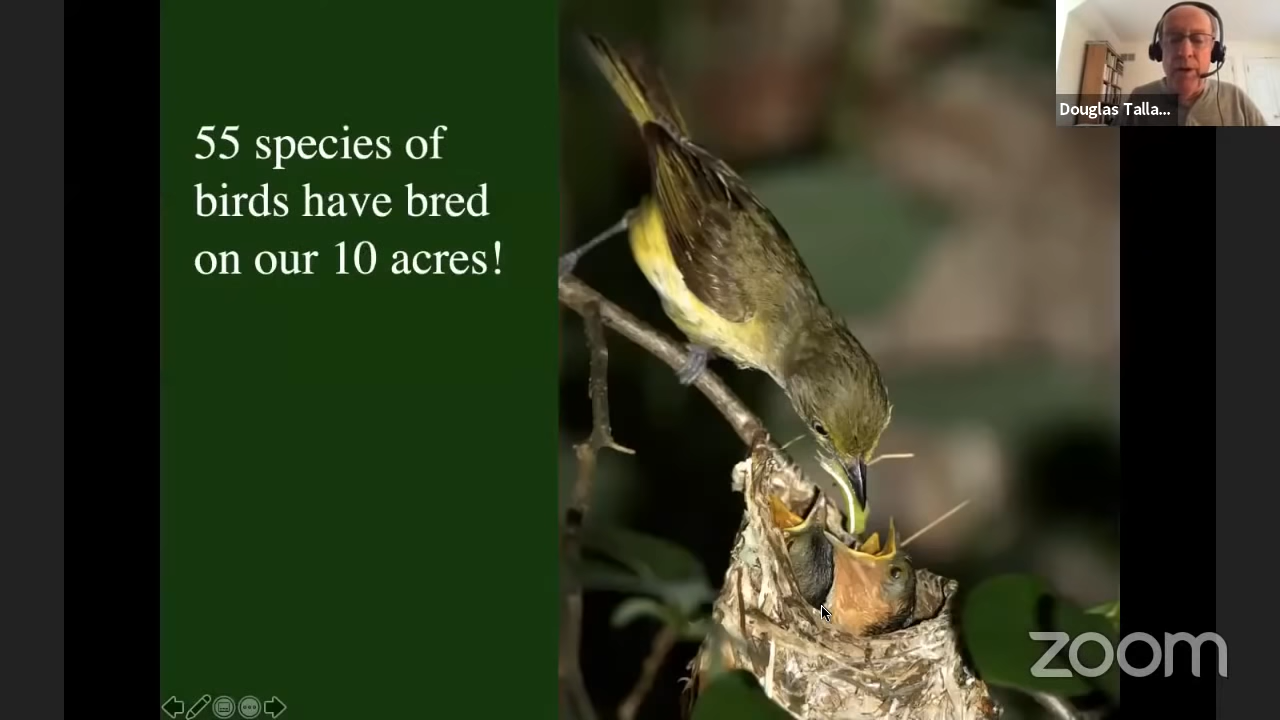 55 species of
birds have bred
on our 10 acres!
Douglas Talla...
zoom